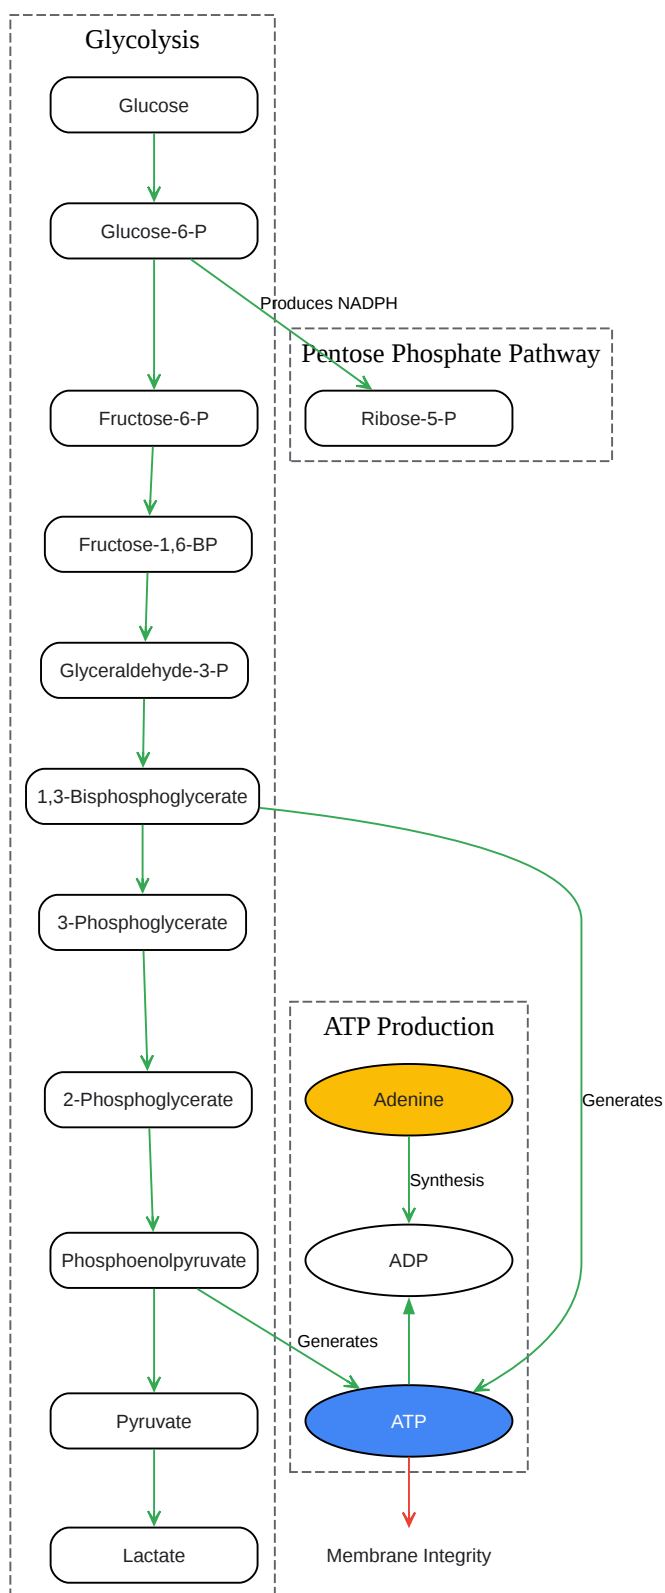 Glycolysis
Glucose
Glucose-6-P
Produces NADPH
Pentose Phosphate Pathway
Fructose-6-P
Ribose-5-P
Fructose-1,6-BP
Glyceraldehyde-3-P
1,3-Bisphosphoglycerate
3-Phosphoglycerate
ATP Production
2-Phosphoglycerate
Adenine
Generates
Synthesis
Phosphoenolpyruvate
ADP
Generates
Pyruvate
ATP
Lactate
Membrane Integrity